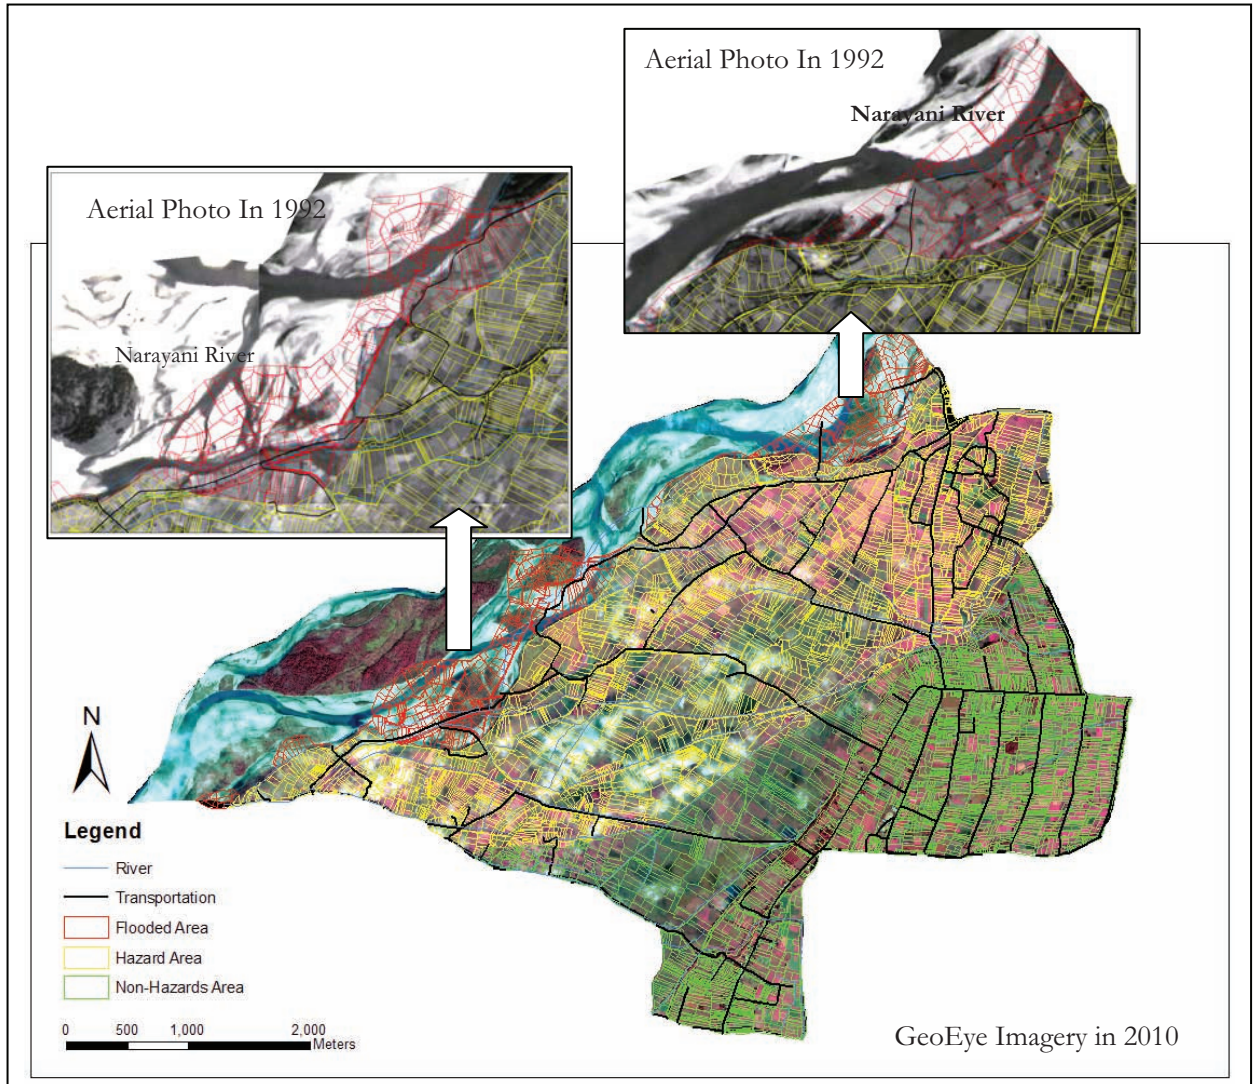 Aerial Photo In 1992
Narayani River
Aerial Photo In 1992
Narayani River
N
Legend
River
Transportation
Flooded Area
Hazard Area
Non-Hazards Area
0 500 1,000 2,000
Meters
GeoEye Imagery in 2010